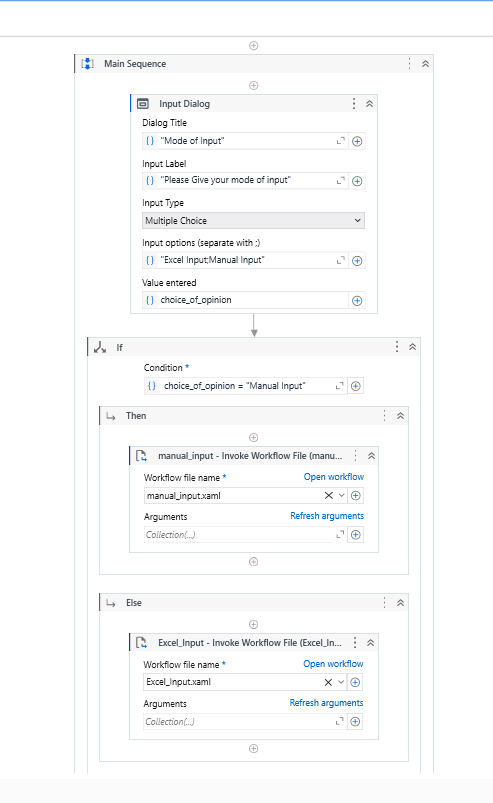 Main Sequence
Input Dialog
Dialog Title
"Mode of Input"
Input Label
"Please Give your mode of input"
Input Type
Multiple Choice
Input options (separate with ;)
"Excel Input;Manual Input"
Value entered
choice_of_opinion
If
Condition *
choice_of_opinion = "Manual Input"
Then
manual_input - Invoke Workflow File (manu...
Workflow file name * Open workflow
manual_input.xaml
Arguments Refresh arguments
Collection(...)
Else
Excel_Input - Invoke Workflow File (Excel_In...
Workflow file name * Open workflow
Excel_Input.xaml
Arguments Refresh arguments
Collection(...)